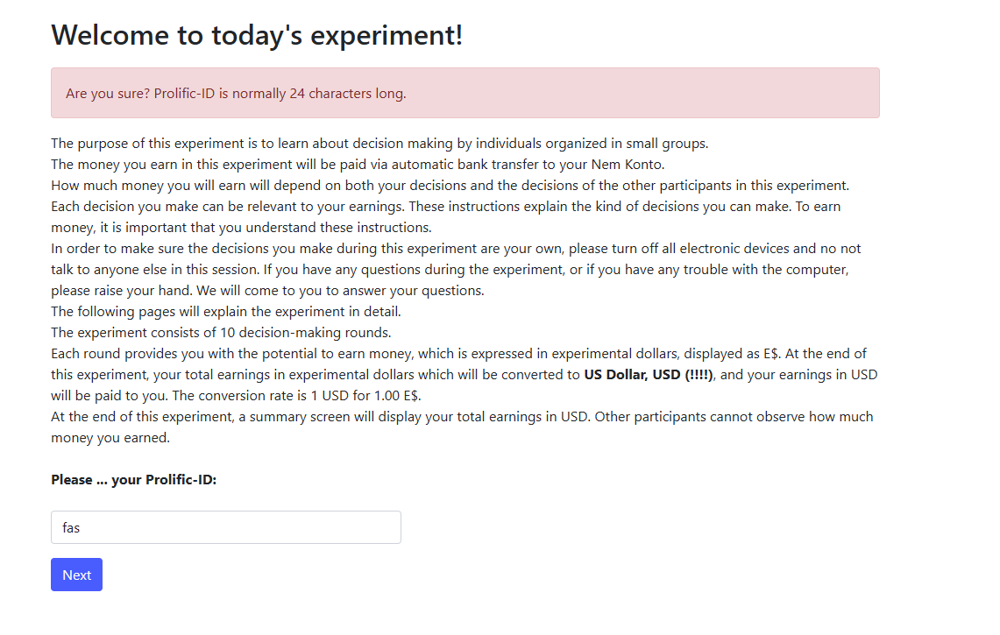 Welcome to today's experiment!
Are you sure? Prolific-ID is normally 24 characters long.
The purpose of this experiment is to learn about decision making by individuals organized in small groups.
The money you earn in this experiment will be paid via automatic bank transfer to your Nem Konto.
How much money you will earn will depend on both your decisions and the decisions of the other participants in this experiment.
Each decision you make can be relevant to your earnings. These instructions explain the kind of decisions you can make. To earn
money, it is important that you understand these instructions.
In order to make sure the decisions you make during this experiment are your own, please turn off all electronic devices and no not
talk to anyone else in this session. If you have any questions during the experiment, or if you have any trouble with the computer,
please raise your hand. We will come to you to answer your questions.
The following pages will explain the experiment in detail.
The experiment consists of 10 decision-making rounds.
Each round provides you with the potential to earn money, which is expressed in experimental dollars, displayed as E$. At the end of
this experiment, your total earnings in experimental dollars which will be converted to US Dollar, USD (!!!!), and your earnings in USD
will be paid to you. The conversion rate is 1 USD for 1.00 E$.
At the end of this experiment, a summary screen will display your total earnings in USD. Other participants cannot observe how much
money you earned.
Please ... your Prolific-ID:
fas
Next